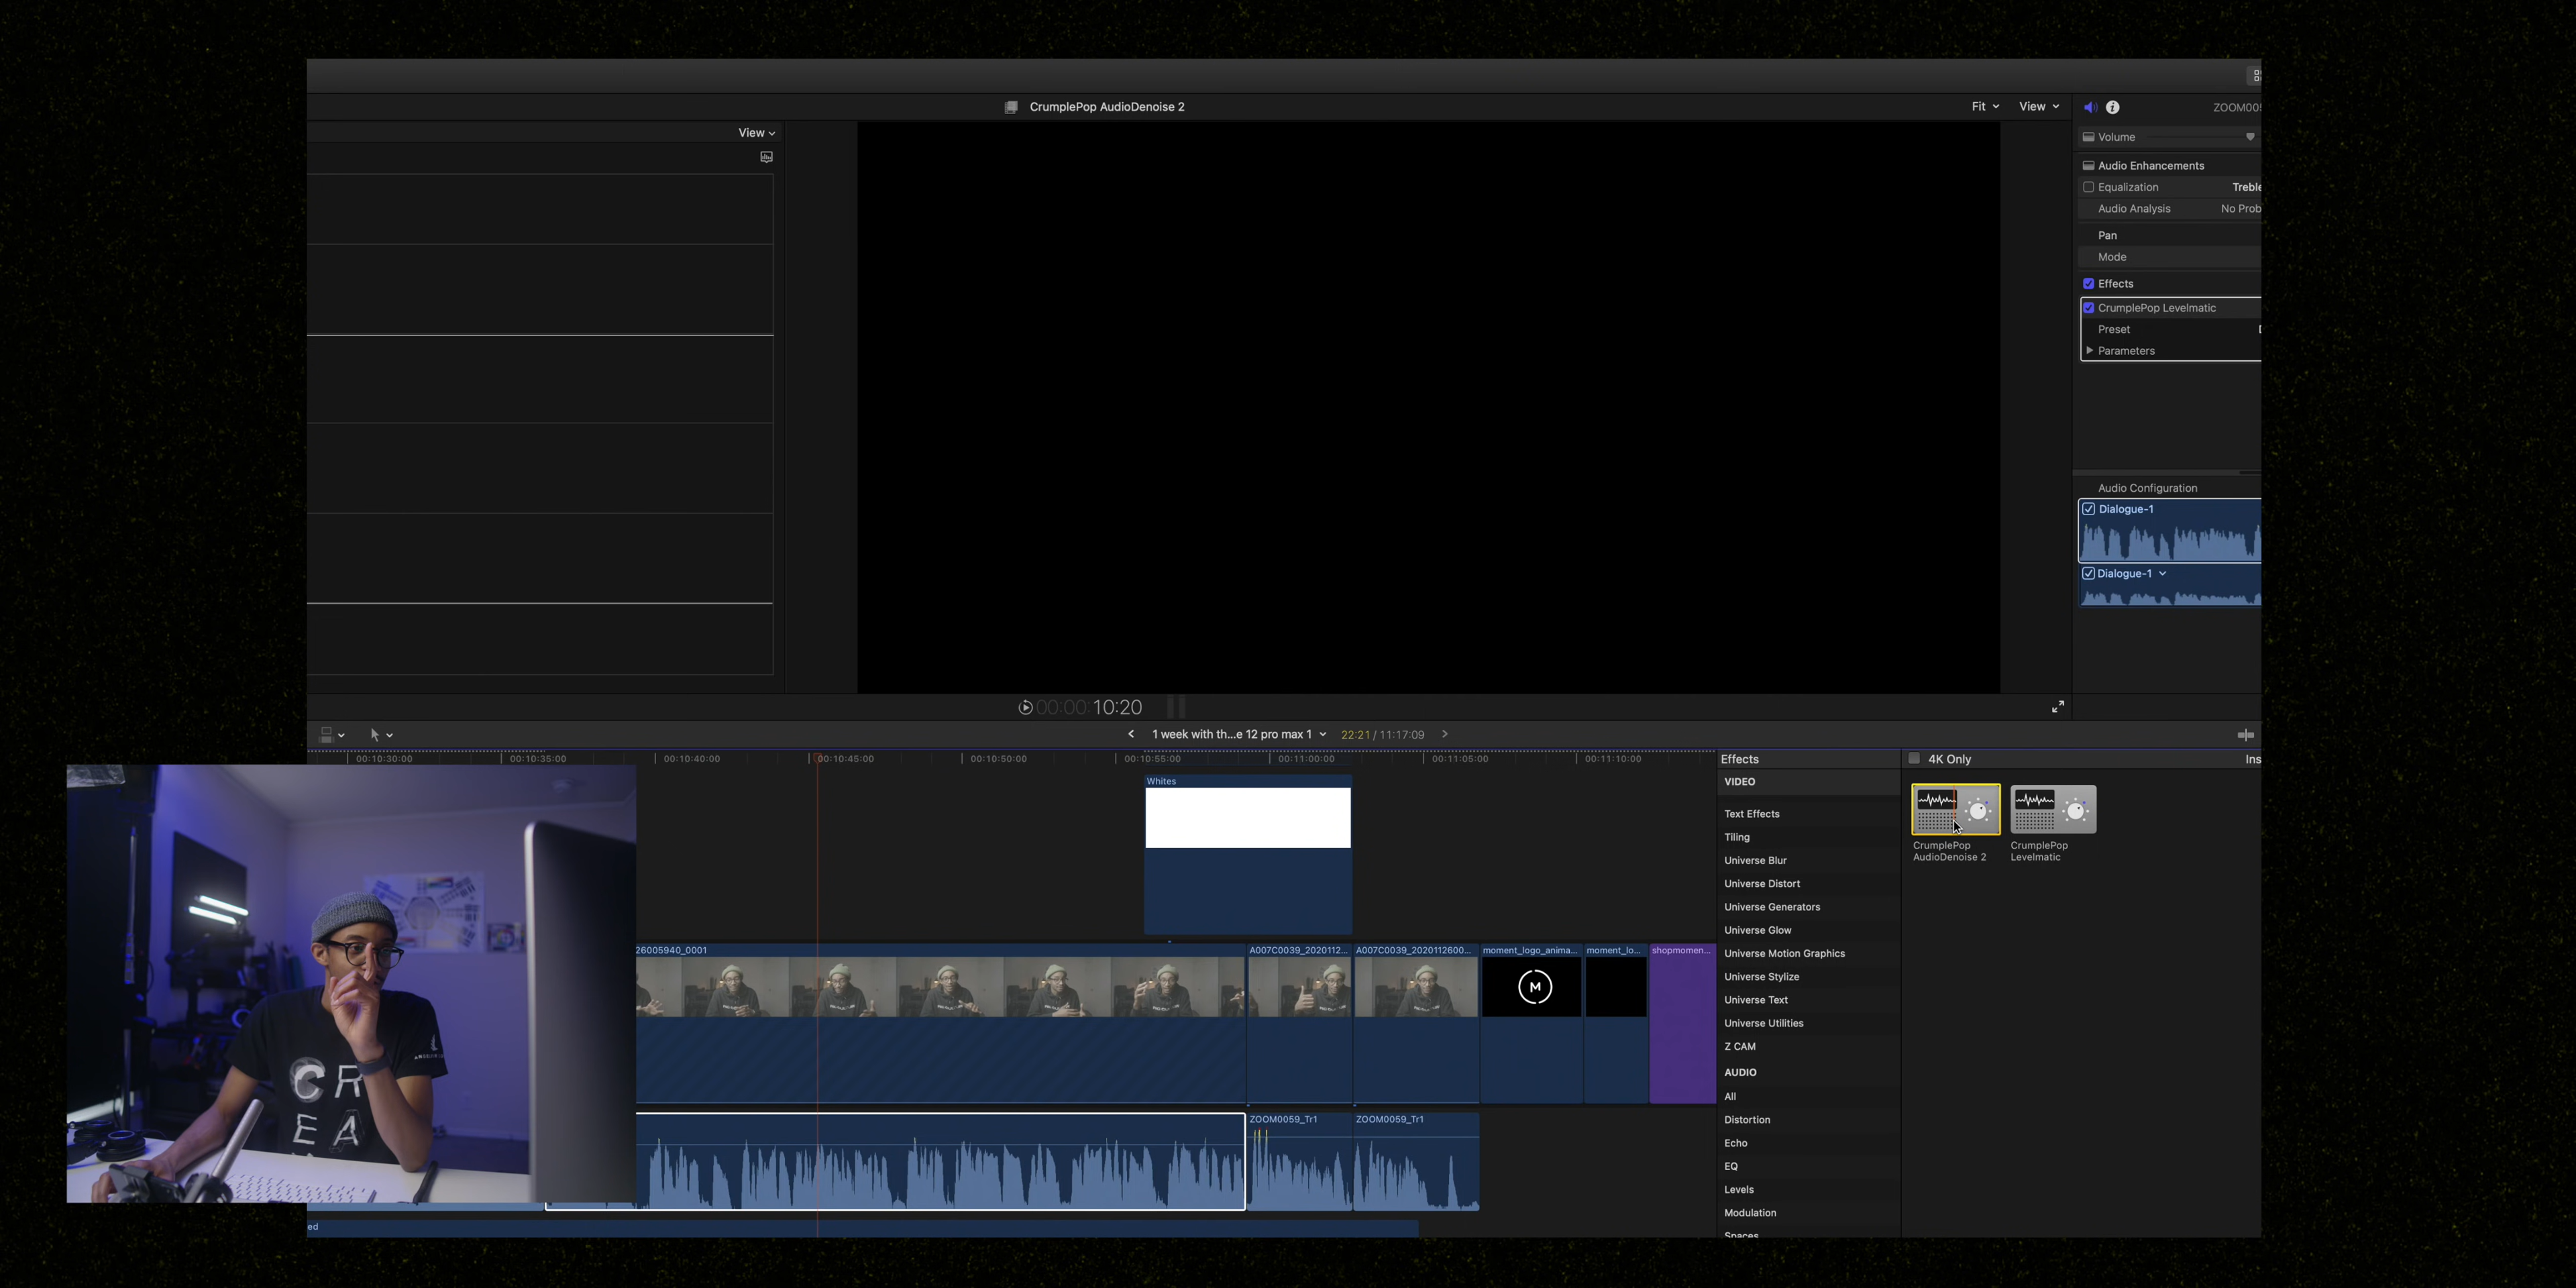 CrumplePop AudioDenoise 2
Fit
View
ZOOM005
View
Volume
Audio Enhancements
Equalization
Treble
Audio Analysis
No Prob
Pan
Mode
Effects
CrumplePop Levelmatic
Preset
Parameters
Audio Configuration
Dialogue-1
Dialogue-1
00:00:10:20
1 week with th...e 12 pro max 1
22:21 / 11:17:09
00:10:30:00
00:10:35:00
00:10:40:00
00:10:45:00
00:10:50:00
00:10:55:00
00:11:00:00
00:11:05:00
00:11:10:00
Effects
4K Only
Ins
Whites
VIDEO
Text Effects
Tiling
Universe Blur
Universe Distort
Universe Generators
Universe Glow
Universe Motion Graphics
Universe Stylize
Universe Text
Universe Utilities
Z CAM
AUDIO
All
Distortion
Echo
EQ
Levels
Modulation
Spaces
CrumplePop
AudioDenoise 2
CrumplePop
Levelmatic
26005940_0001
A007C0039_2020112...
A007C0039_2020112600...
moment_logo_anima...
moment_lo...
shopmomen...
M
ZOOM0059_Tr1
ZOOM0059_Tr1
ed
CR
EA